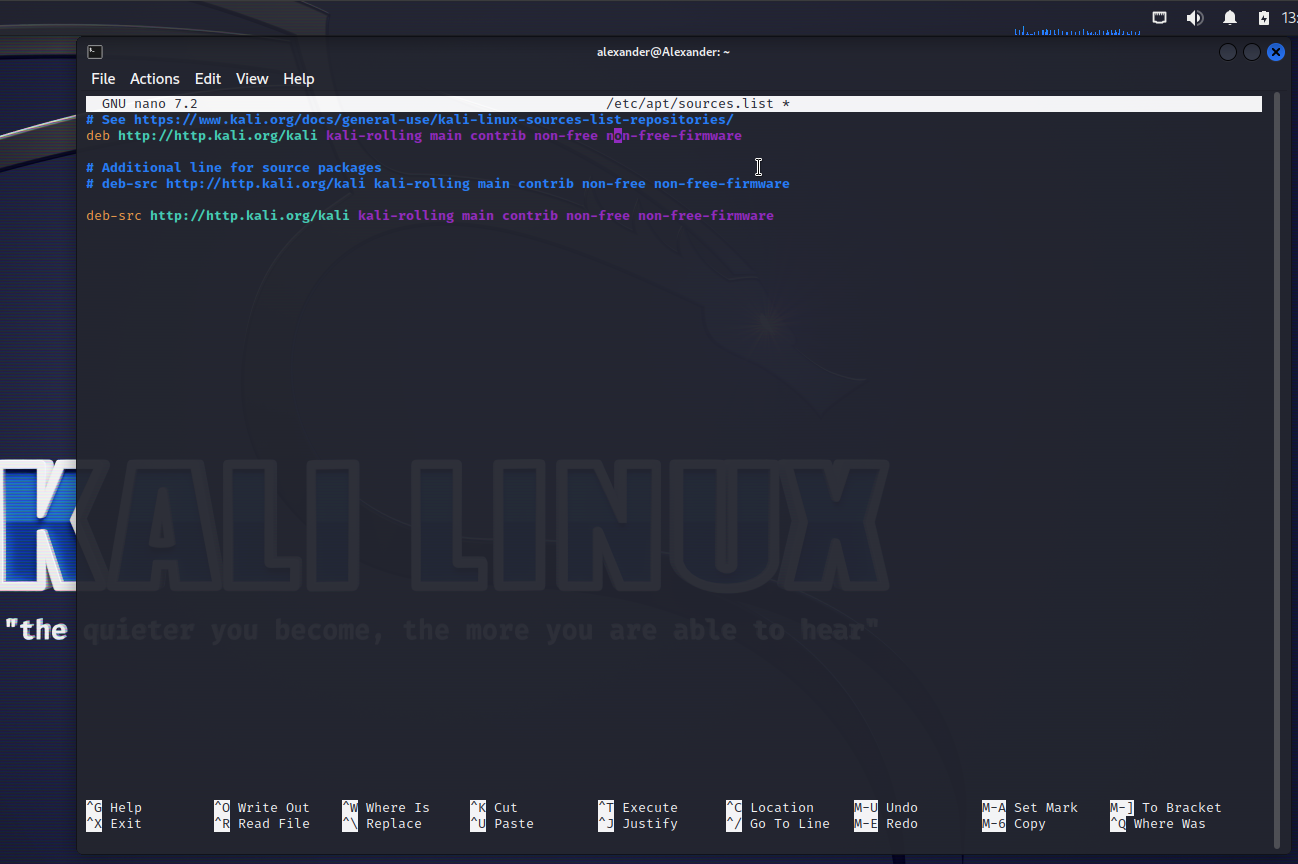 13:
alexander@Alexander: ~
File Actions Edit View Help
GNU nano 7.2 /etc/apt/sources.list *
# See https://www.kali.org/docs/general-use/kali-linux-sources-list-repositories/
deb http://http.kali.org/kali kali-rolling main contrib non-free non-free-firmware
# Additional line for source packages
# deb-src http://http.kali.org/kali kali-rolling main contrib non-free non-free-firmware
deb-src http://http.kali.org/kali kali-rolling main contrib non-free non-free-firmware
KALI LINUX
"the quieter you become, the more you are able to hear"
^G Help ^O Write Out ^W Where Is ^K Cut ^T Execute ^C Location M-U Undo M-A Set Mark M-] To Bracket
^X Exit ^R Read File ^\ Replace ^U Paste ^J Justify ^/ Go To Line M-E Redo M-6 Copy ^Q Where Was